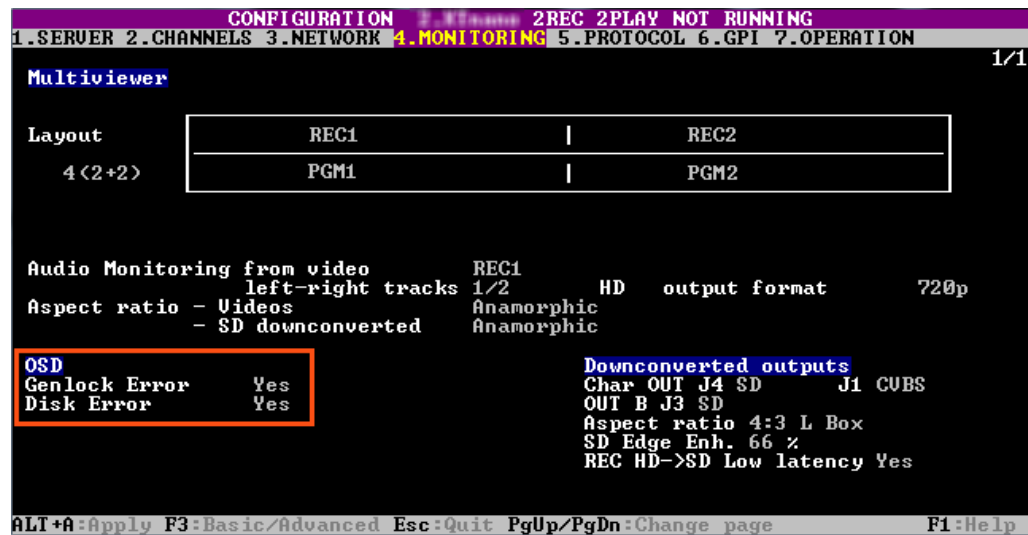 CONFIGURATION 2REC 2PLAY NOT RUNNING
1.SERVER 2.CHANNELS 3.NETWORK 4.MONITORING 5.PROTOCOL 6.GPI 7.OPERATION
1/1
Multiviewer
Layout REC1 | REC2
4(2+2) PGM1 | PGM2
Audio Monitoring from video REC1
left-right tracks 1/2 HD output format 720p
Aspect ratio - Videos Anamorphic
- SD downconverted Anamorphic
OSD Downconverted outputs
Genlock Error Yes Char OUT J4 SD J1 CVBS
Disk Error Yes OUT B J3 SD
Aspect ratio 4:3 L Box
SD Edge Enh. 66 %
REC HD->SD Low latency Yes
ALT+A:Apply F3:Basic/Advanced Esc:Quit PgUp/PgDn:Change page F1:Help